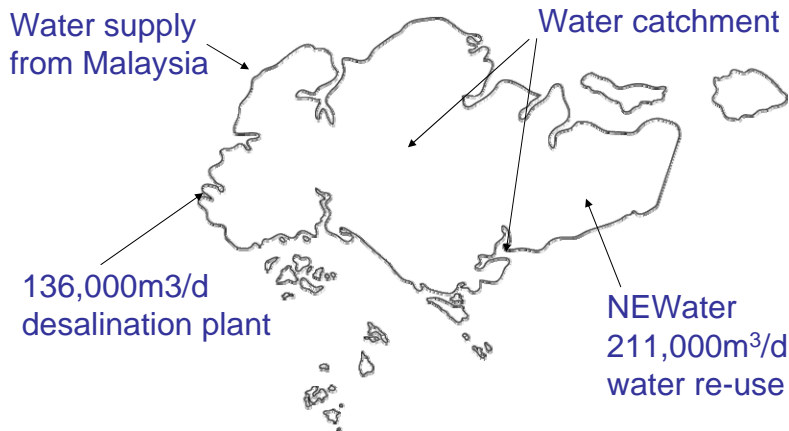 Water supply
from Malaysia
Water catchment
136,000m3/d
desalination plant
NEWater
211,000m³/d
water re-use